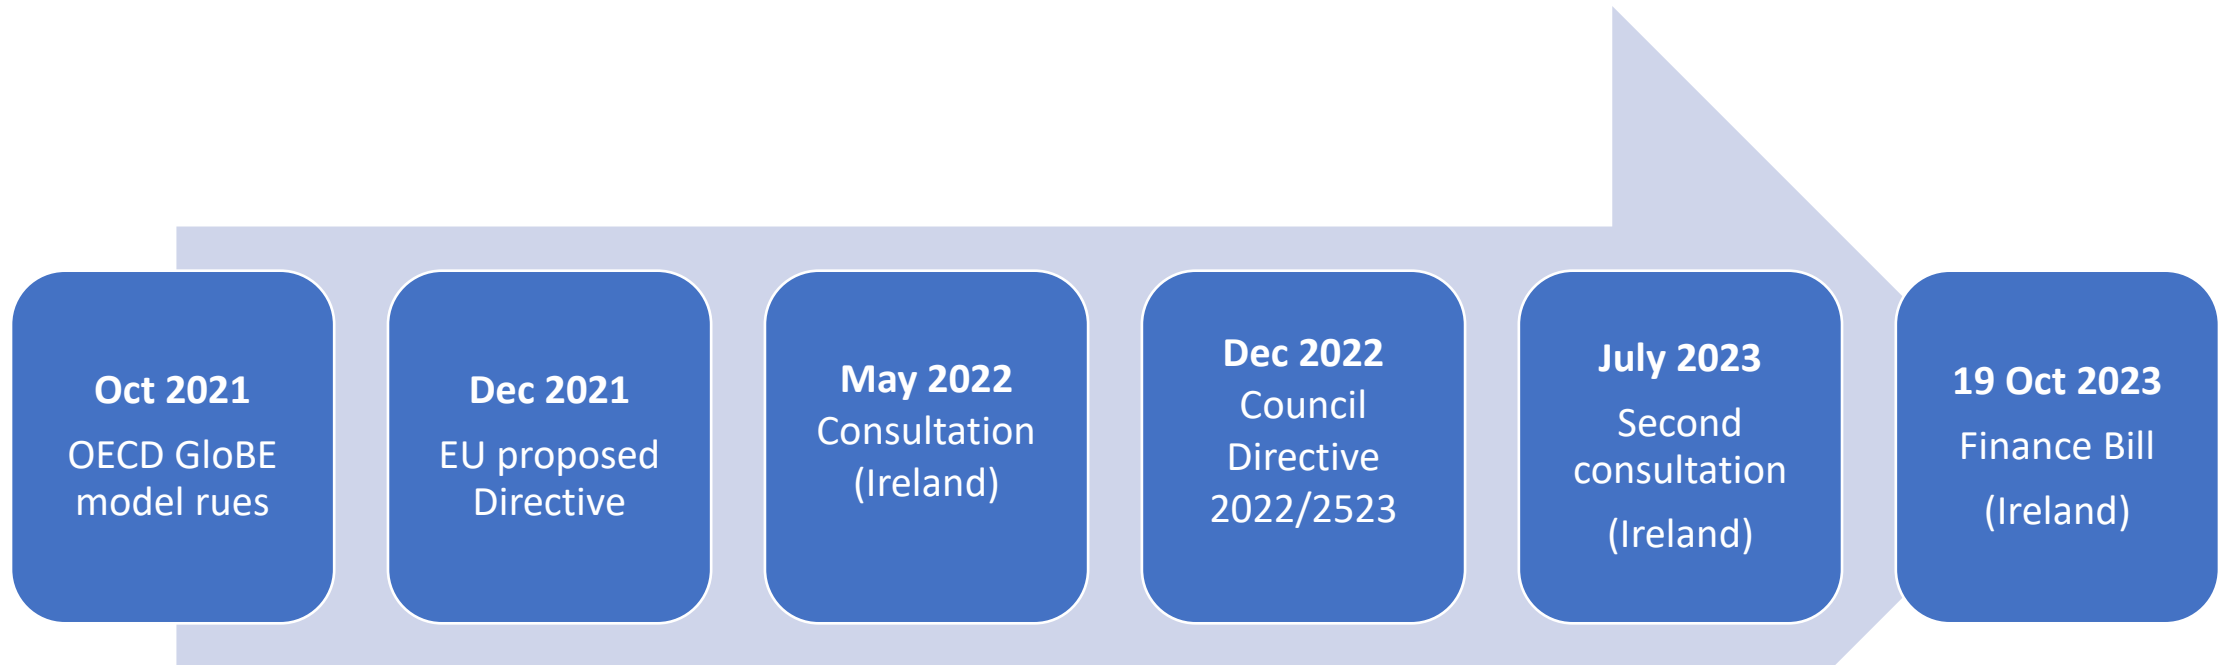 Oct 2021
OECD GloBE
model rues
Dec 2021
EU proposed
Directive
May 2022
Consultation
(Ireland)
Dec 2022
Council
Directive
2022/2523
July 2023
Second
consultation
(Ireland)
19 Oct 2023
Finance Bill
(Ireland)